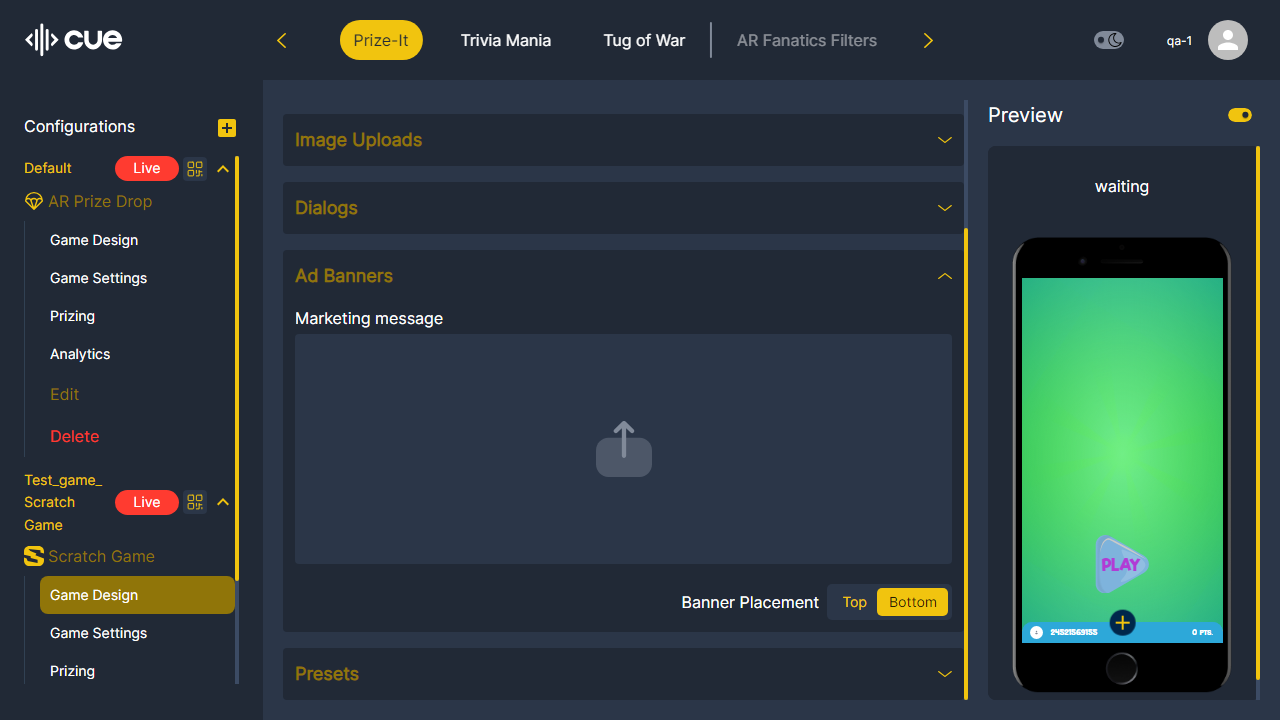 cue
Prize-It
Trivia Mania
Tug of War
AR Fanatics Filters
qa-1
Configurations
Default
Live
AR Prize Drop
Game Design
Game Settings
Prizing
Analytics
Edit
Delete
Test_game_
Scratch
Game
Live
Scratch Game
Game Design
Game Settings
Prizing
Image Uploads
Dialogs
Ad Banners
Marketing message
Banner Placement
Top
Bottom
Presets
Preview
waiting
PLAY
24521569155
0 PTS.